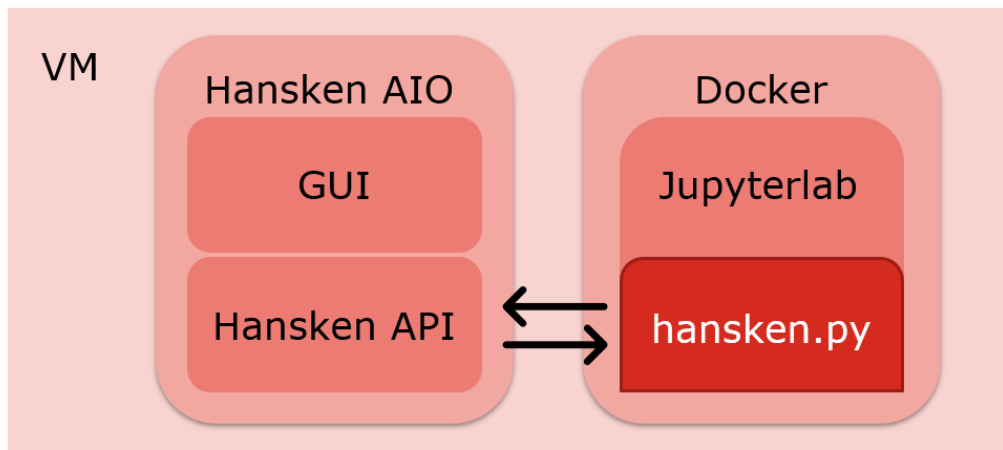 VM
Hansken AIO
GUI
Hansken API
Docker
Jupyterlab
hansken.py